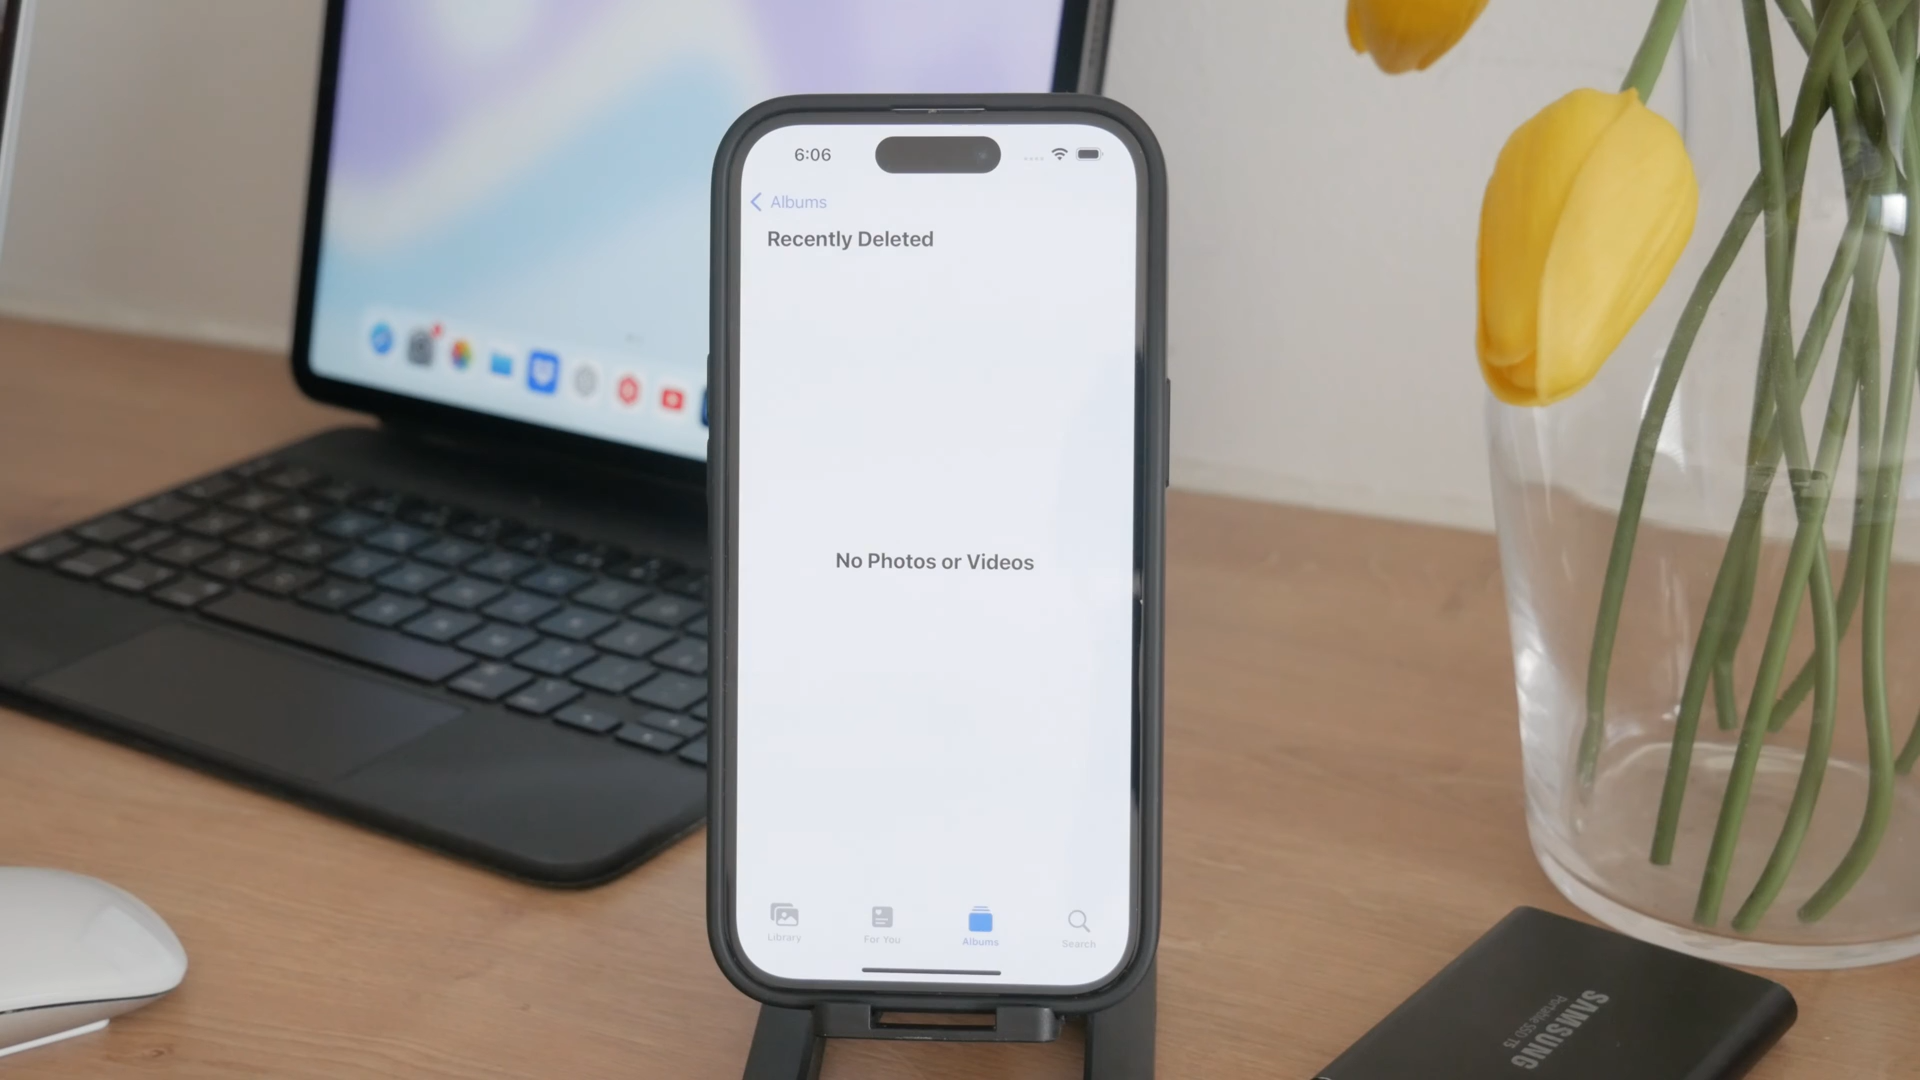 6:06
Albums
Recently Deleted
No Photos or Videos
Library
For You
Albums
Search
SAMSUNG
Portable SSD T5